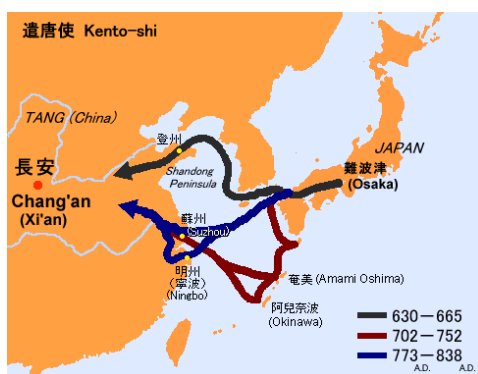 遣唐使 Kento-shi
TANG (China)
登州
JAPAN
長安
Shandong
Peninsula
難波津
(Osaka)
Chang'an
(Xi'an)
蘇州
(Suzhou)
明州
(寧波)
(Ningbo)
奄美 (Amami Oshima)
阿兒奈波
(Okinawa)
630－665
702－752
773－838
A.D. A.D.